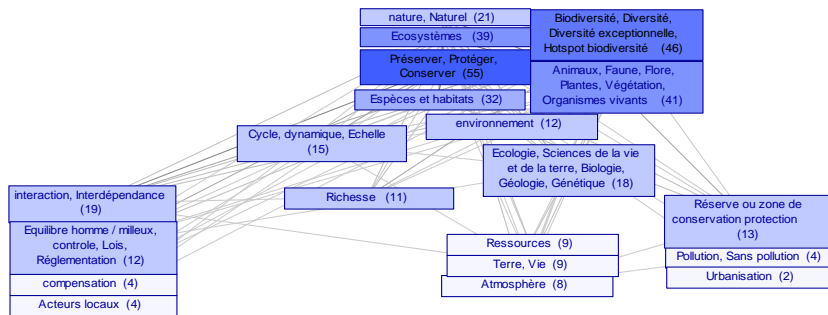 nature, Naturel (21)
Ecosystèmes (39)
Préserver, Protéger,
Conserver (55)
Biodiversité, Diversité,
Diversité exceptionnelle,
Hotspot biodiversité (46)
Animaux, Faune, Flore,
Plantes, Végétation,
Organismes vivants (41)
Espèces et habitats (32)
environnement (12)
Cycle, dynamique, Echelle
(15)
Ecologie, Sciences de la vie
et de la terre, Biologie,
Géologie, Génétique (18)
interaction, Interdépendance
(19)
Richesse (11)
Réserve ou zone de
conservation protection
(13)
Equilibre homme / milleux,
controle, Lois,
Réglementation (12)
compensation (4)
Acteurs locaux (4)
Ressources (9)
Terre, Vie (9)
Atmosphère (8)
Pollution, Sans pollution (4)
Urbanisation (2)